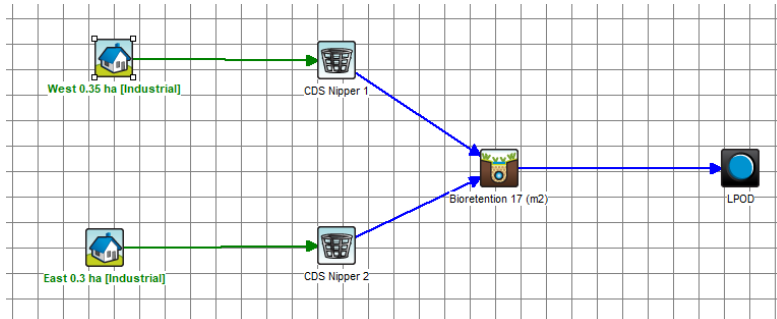 West 0.35 ha [Industrial]
CDS Nipper 1
Bioretention 17 (m2)
LPOD
East 0.3 ha [Industrial]
CDS Nipper 2